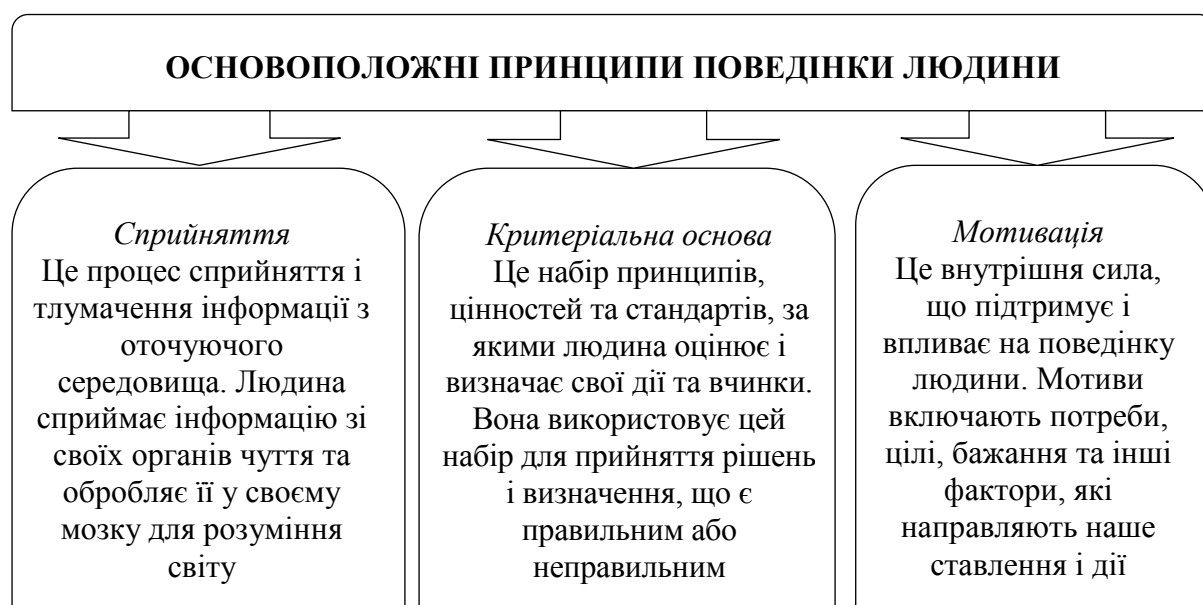 ОСНОВОПОЛОЖНІ ПРИНЦИПИ ПОВЕДІНКИ ЛЮДИНИ
Сприйняття
Це процес сприйняття і
тлумачення інформації з
оточуючого
середовища. Людина
сприймає інформацію зі
своїх органів чуття та
обробляє її у своєму
мозку для розуміння
світу
Критеріальна основа
Це набір принципів,
цінностей та стандартів, за
якими людина оцінює і
визначає свої дії та вчинки.
Вона використовує цей
набір для прийняття рішень
і визначення, що є
правильним або
неправильним
Мотивація
Це внутрішня сила,
що підтримує і
впливає на поведінку
людини. Мотиви
включають потреби,
цілі, бажання та інші
фактори, які
направляють наше
ставлення і дії